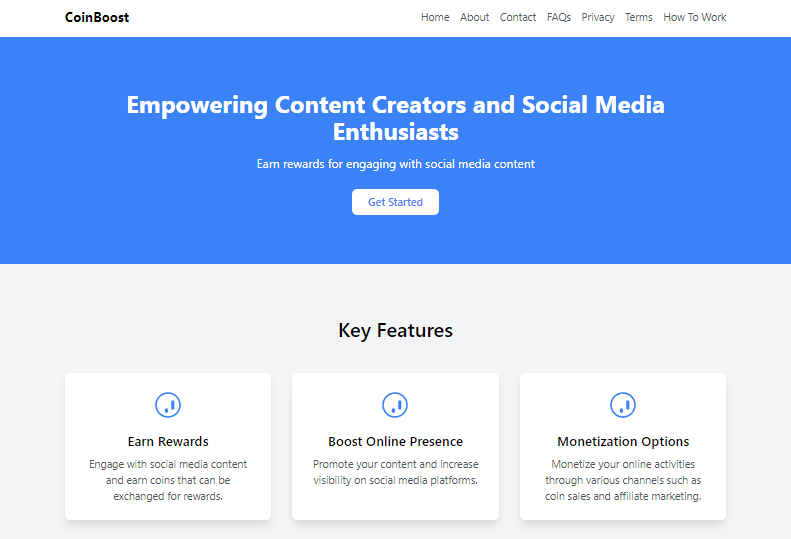 CoinBoost
Home About Contact FAQs Privacy Terms How To Work
Empowering Content Creators and Social Media
Enthusiasts
Earn rewards for engaging with social media content
Get Started
Key Features
Earn Rewards
Engage with social media content
and earn coins that can be
exchanged for rewards.
Boost Online Presence
Promote your content and increase
visibility on social media platforms.
Monetization Options
Monetize your online activities
through various channels such as
coin sales and affiliate marketing.